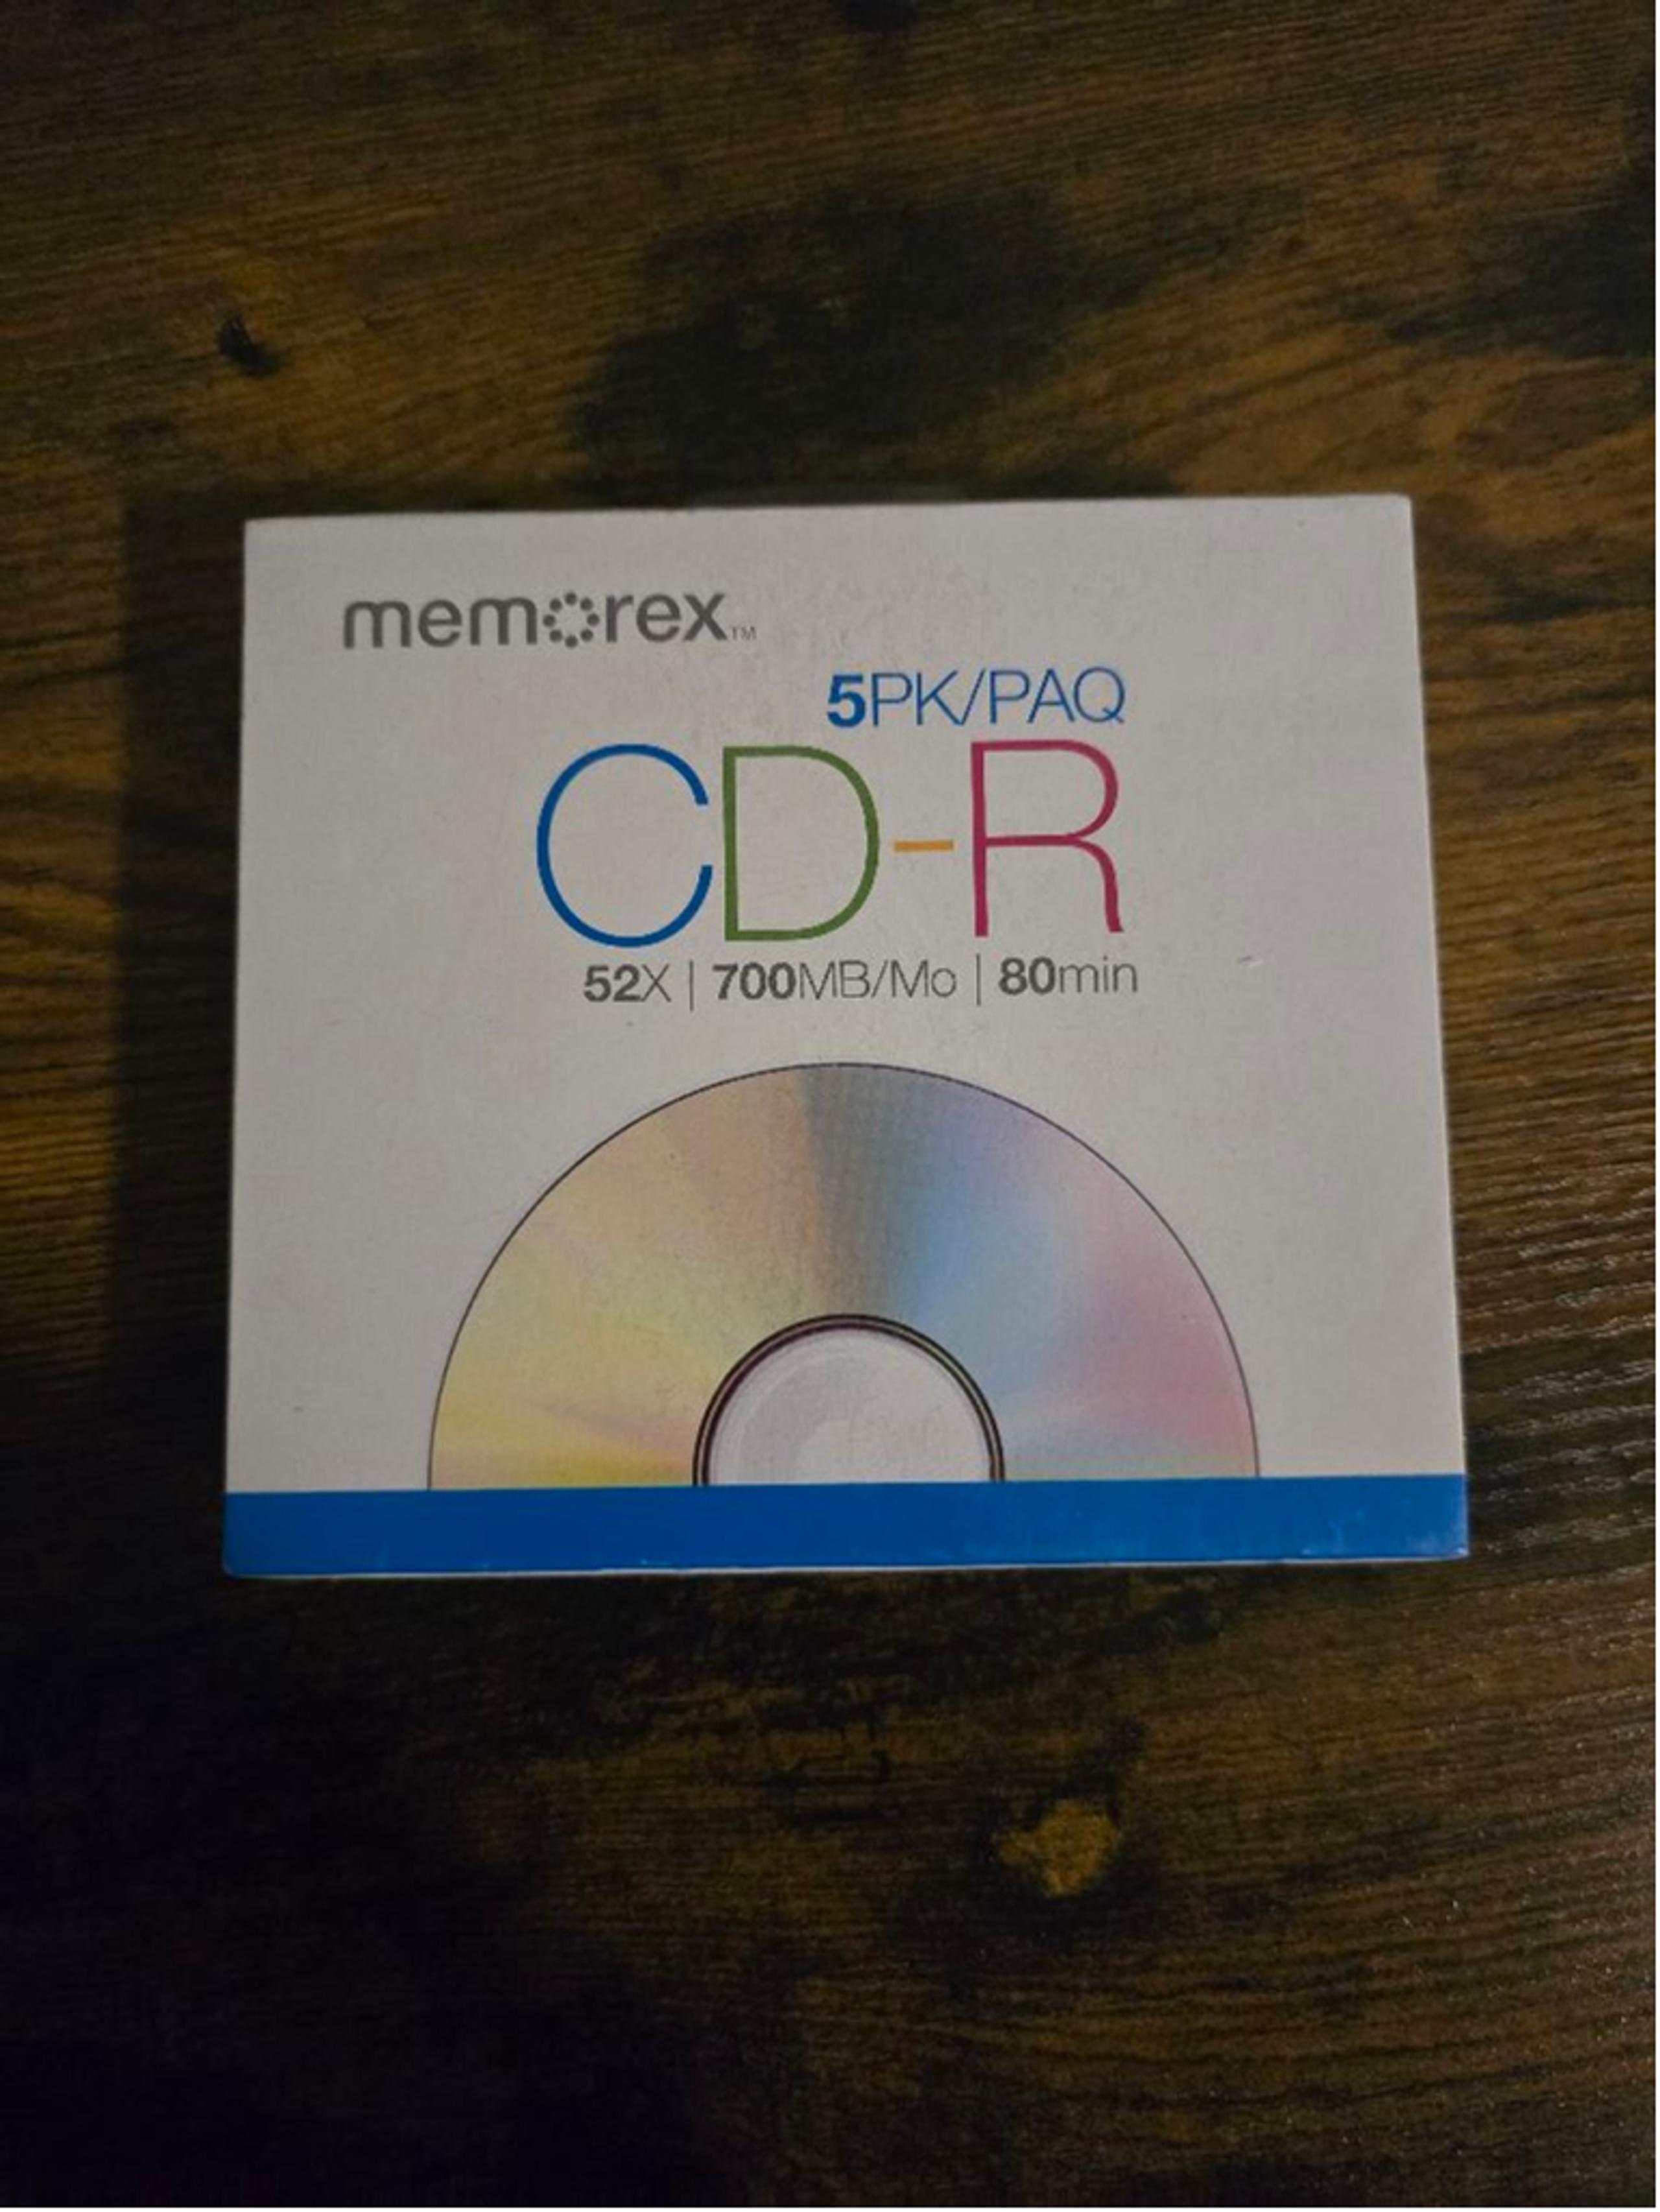 memorex™
5PK/PAQ
CD-R
52X | 700MB/Mo | 80min